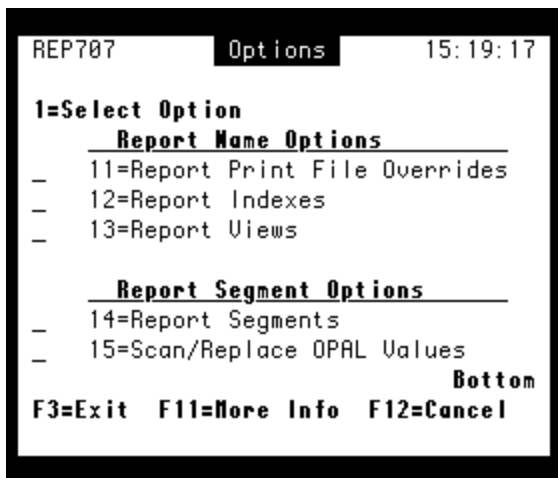 REP707 Options 15:19:17
1=Select Option
Report Name Options
_ 11=Report Print File Overrides
_ 12=Report Indexes
_ 13=Report Views
Report Segment Options
_ 14=Report Segments
_ 15=Scan/Replace OPAL Values
Bottom
F3=Exit F11=More Info F12=Cancel